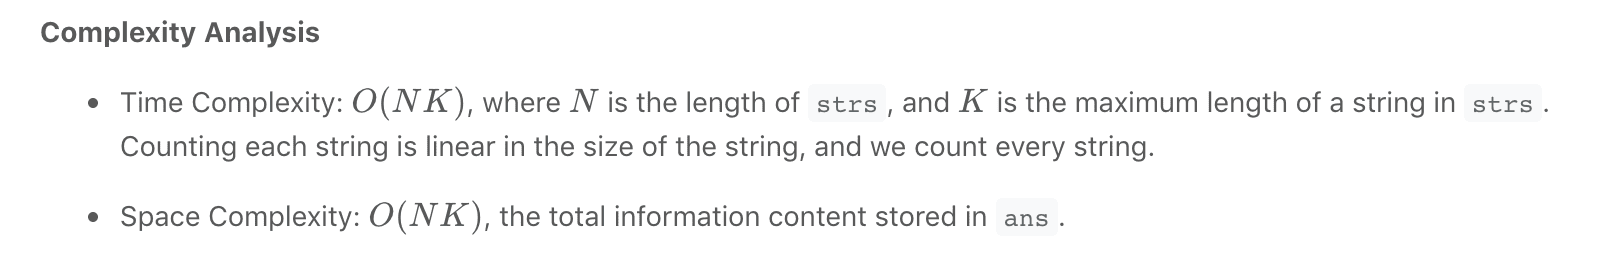 Complexity Analysis
• Time Complexity: O(NK), where N is the length of strs, and K is the maximum length of a string in strs.
Counting each string is linear in the size of the string, and we count every string.
• Space Complexity: O(NK), the total information content stored in ans.